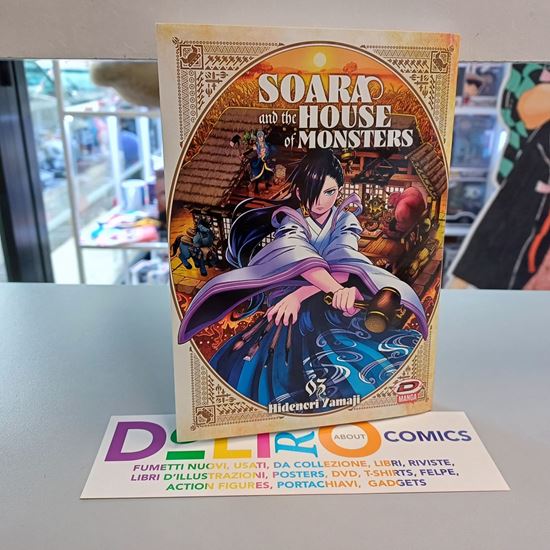 SOARA
and the HOUSE
of MONSTERS
03
Hidenori Yamaji
D
MANGA
DELIRIO
ABOUT
COMICS
FUMETTI NUOVI, USATI, DA COLLEZIONE, LIBRI, RIVISTE,
LIBRI D'ILLUSTRAZIONI, POSTERS, DVD, T-SHIRTS, FELPE,
ACTION FIGURES, PORTACHIAVI, GADGETS